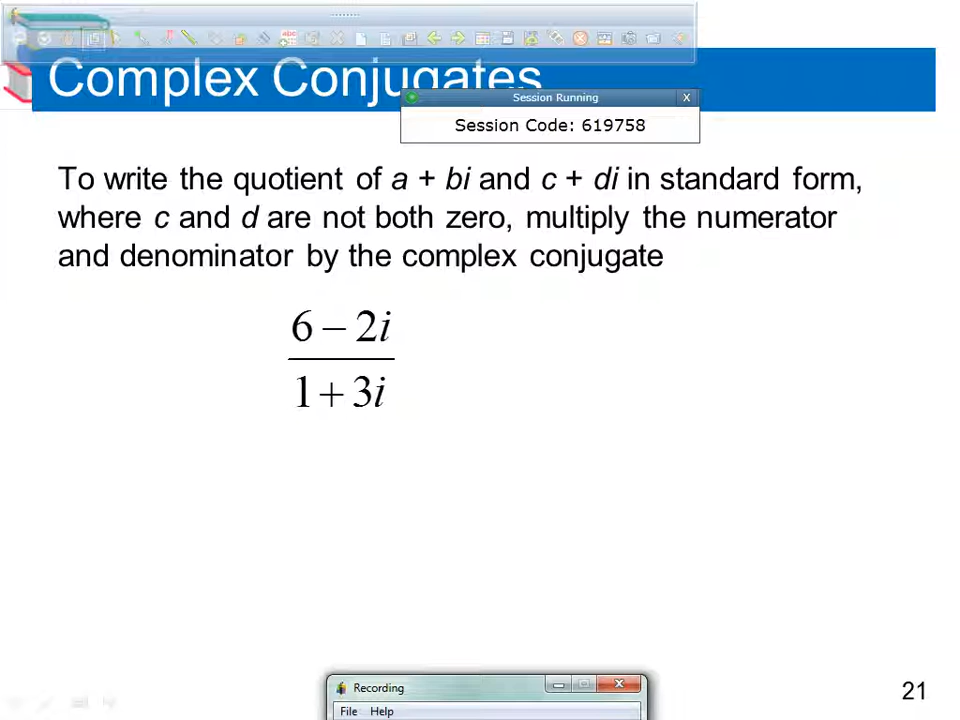 Complex Conjugates
Session Running
X
Session Code: 619758
To write the quotient of a + bi and c + di in standard form,
where c and d are not both zero, multiply the numerator
and denominator by the complex conjugate
6 − 2i
1 + 3i
Recording
File Help
21